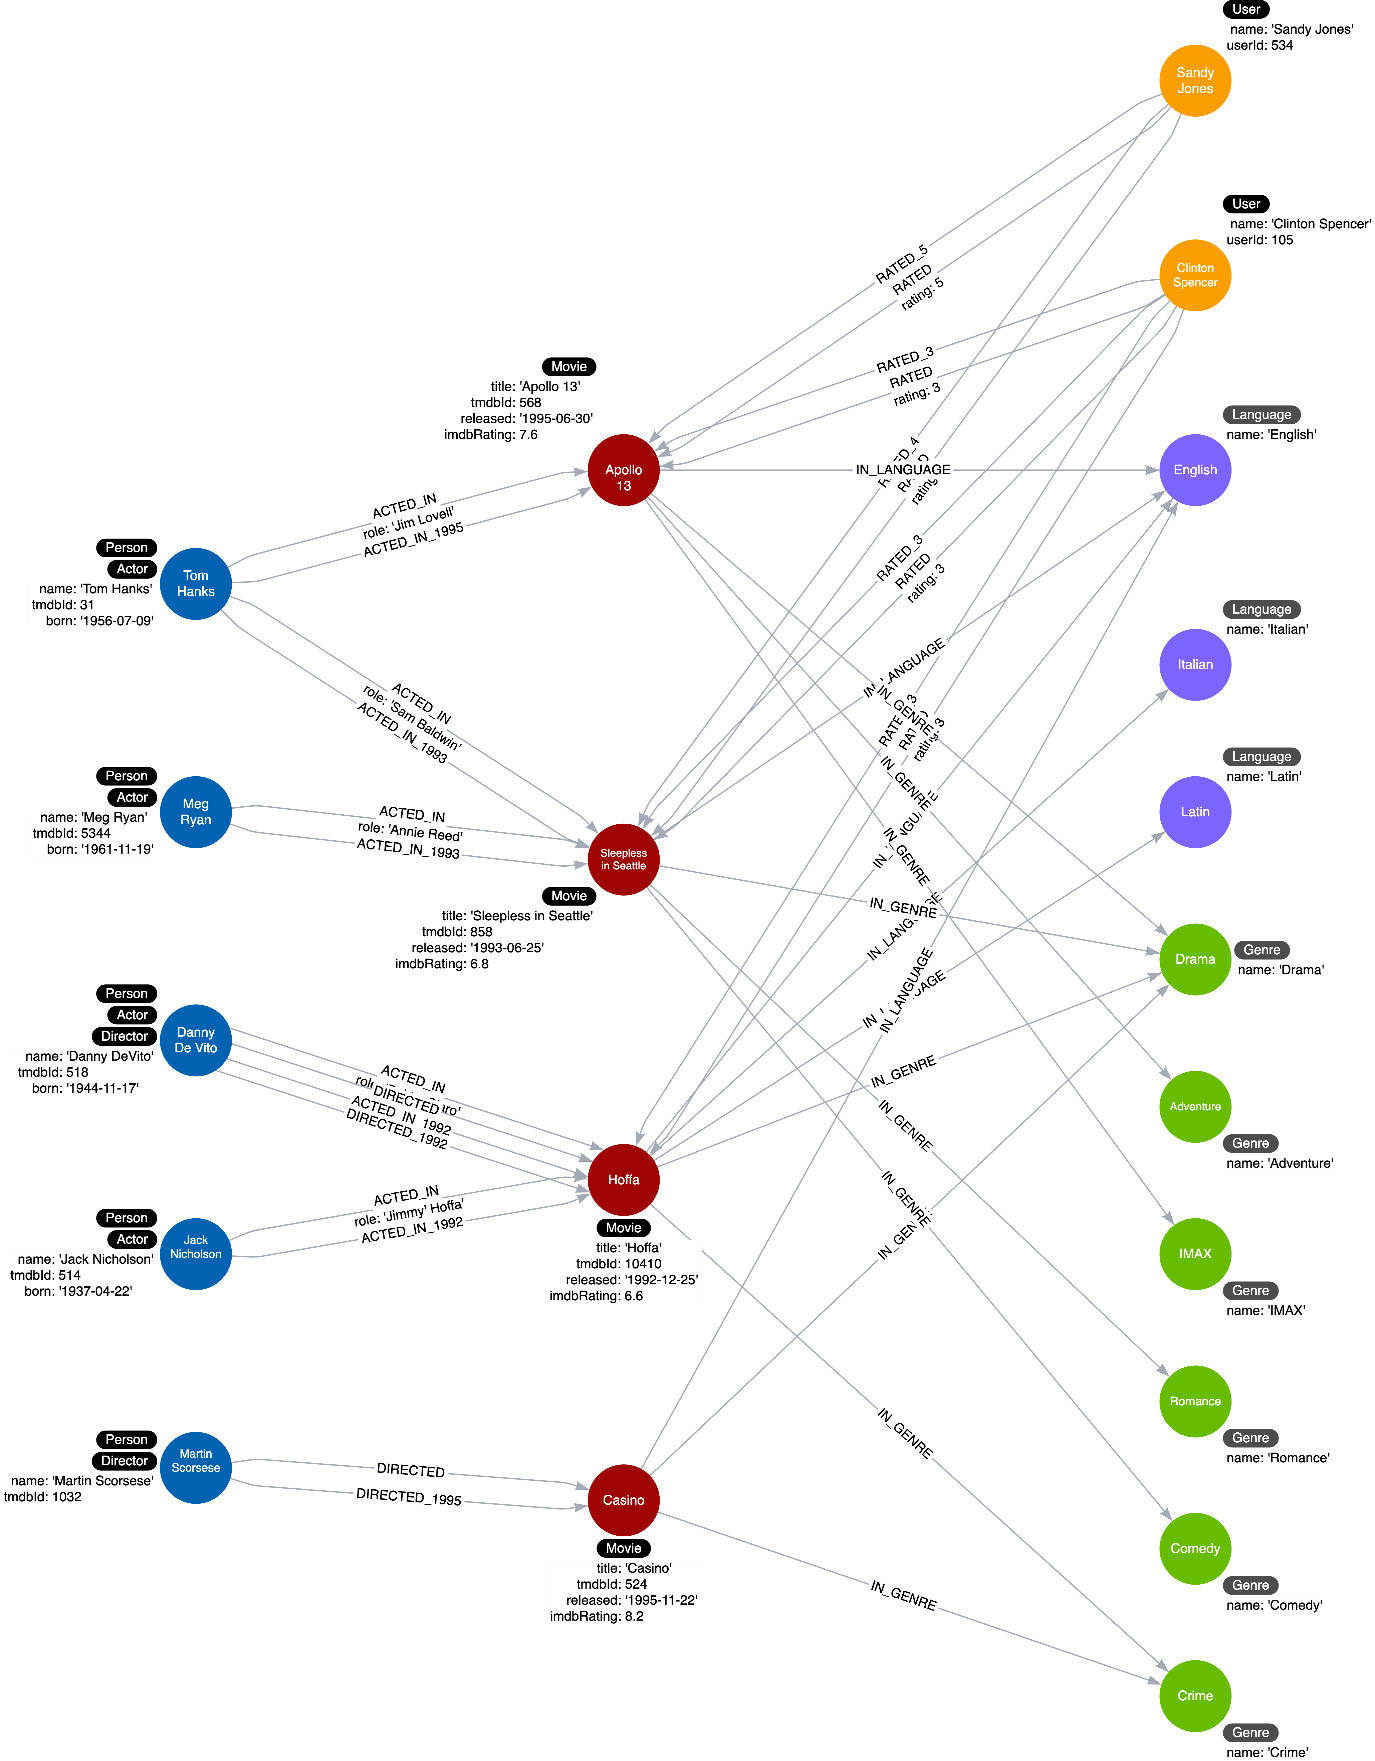 User
name: 'Sandy Jones'
userId: 534
Sandy
Jones
User
name: 'Clinton Spencer'
userId: 105
Clinton
Spencer
RATED_5
RATED
rating: 5
RATED_3
RATED
rating: 3
Movie
title: 'Apollo 13'
tmdbId: 568
released: '1995-06-30'
imdbRating: 7.6
Apollo
13
Language
name: 'English'
English
IN_LANGUAGE
ACTED_IN
role: 'Jim Lovell'
ACTED_IN_1995
Person
Actor
name: 'Tom Hanks'
tmdbId: 31
born: '1956-07-09'
Tom
Hanks
RATED_3
RATED
rating: 3
Language
name: 'Italian'
Italian
ACTED_IN
role: 'Sam Baldwin'
ACTED_IN_1993
IN_GENRE
Language
name: 'Latin'
Latin
Person
Actor
name: 'Meg Ryan'
tmdbId: 5344
born: '1961-11-19'
Meg
Ryan
ACTED_IN
role: 'Annie Reed'
ACTED_IN_1993
IN_GENRE
IN_GENRE
Sleepless
in Seattle
Movie
title: 'Sleepless in Seattle'
tmdbId: 858
released: '1993-06-25'
imdbRating: 6.8
IN_GENRE
Drama
Genre
name: 'Drama'
IN_LANGUAGE
Person
Actor
Director
name: 'Danny DeVito'
tmdbId: 518
born: '1944-11-17'
Danny
De Vito
ACTED_IN
DIRECTED
ACTED_IN_1992
DIRECTED_1992
IN_GENRE
Adventure
Genre
name: 'Adventure'
IN_GENRE
Hoffa
Movie
title: 'Hoffa'
tmdbId: 10410
released: '1992-12-25'
imdbRating: 6.6
ACTED_IN
role: 'Jimmy' Hoffa'
ACTED_IN_1992
Person
Actor
name: 'Jack Nicholson'
tmdbId: 514
born: '1937-04-22'
Jack
Nicholson
IN_GENRE
IMAX
Genre
name: 'IMAX'
Romance
Genre
name: 'Romance'
IN_GENRE
Person
Director
name: 'Martin Scorsese'
tmdbId: 1032
Martin
Scorsese
DIRECTED
DIRECTED_1995
Casino
Movie
title: 'Casino'
tmdbId: 524
released: '1995-11-22'
imdbRating: 8.2
Comedy
Genre
name: 'Comedy'
IN_GENRE
Crime
Genre
name: 'Crime'